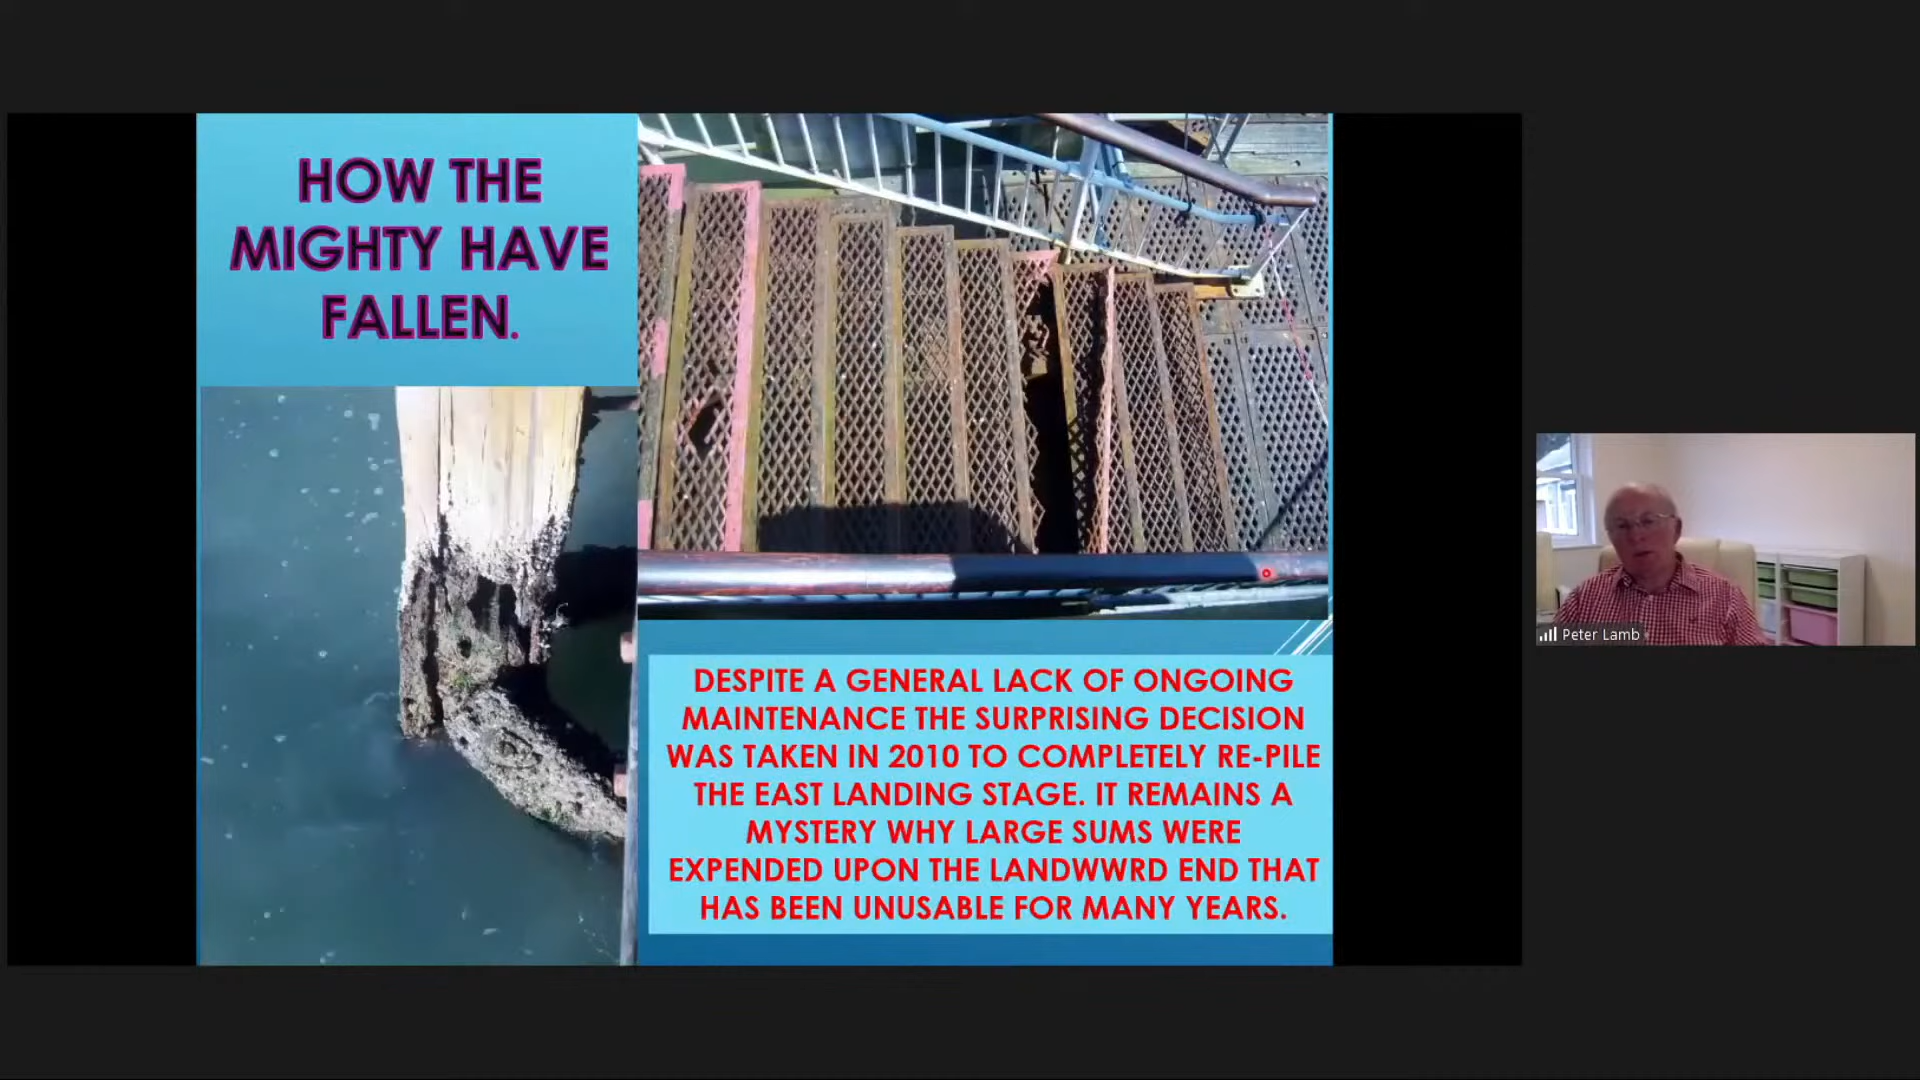 HOW THE
MIGHTY HAVE
FALLEN.
DESPITE A GENERAL LACK OF ONGOING
MAINTENANCE THE SURPRISING DECISION
WAS TAKEN IN 2010 TO COMPLETELY RE-PILE
THE EAST LANDING STAGE. IT REMAINS A
MYSTERY WHY LARGE SUMS WERE
EXPENDED UPON THE LANDWWRD END THAT
HAS BEEN UNUSABLE FOR MANY YEARS.
Peter Lamb